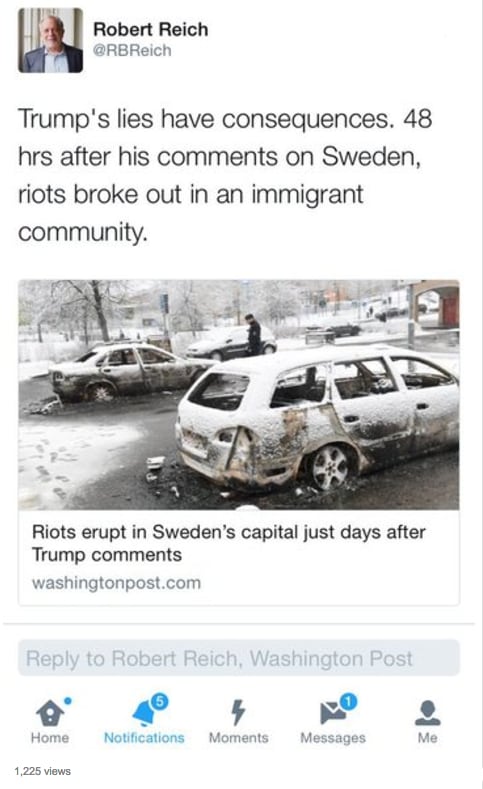 Robert Reich
@RBReich
Trump's lies have consequences. 48
hrs after his comments on Sweden,
riots broke out in an immigrant
community.
Riots erupt in Sweden's capital just days after
Trump comments
washingtonpost.com
Reply to Robert Reich, Washington Post
5
1
Home Notifications Moments Messages Me
1,225 views